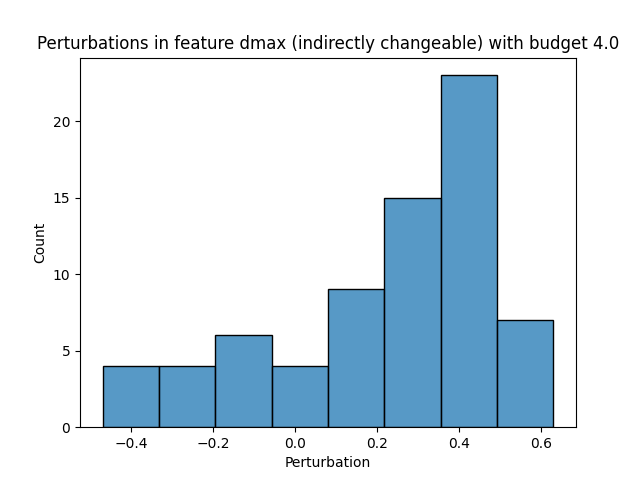 Perturbations in feature dmax (indirectly changeable) with budget 4.0
20
15
10
5
0
Count
−0.4 −0.2 0.0 0.2 0.4 0.6
Perturbation